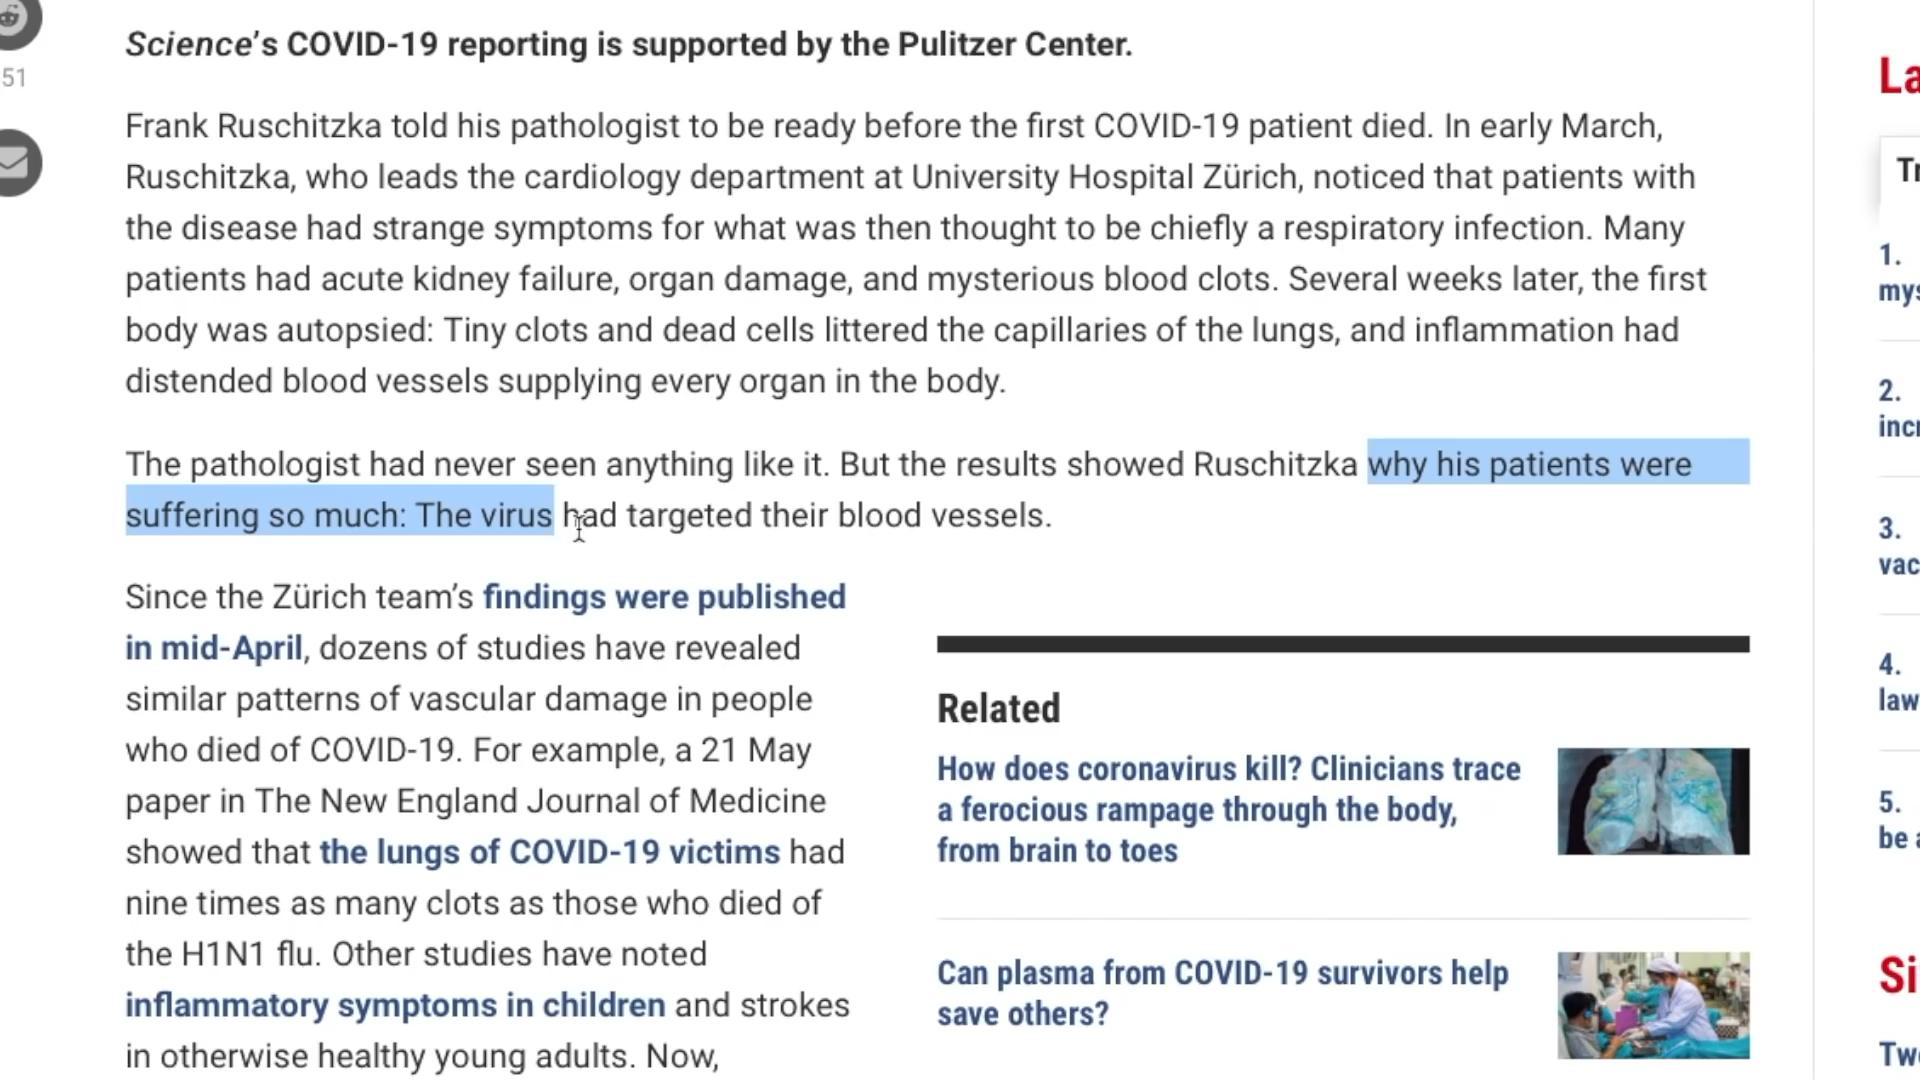 51
Science's COVID-19 reporting is supported by the Pulitzer Center.
Frank Ruschitzka told his pathologist to be ready before the first COVID-19 patient died. In early March,
Ruschitzka, who leads the cardiology department at University Hospital Zürich, noticed that patients with
the disease had strange symptoms for what was then thought to be chiefly a respiratory infection. Many
patients had acute kidney failure, organ damage, and mysterious blood clots. Several weeks later, the first
body was autopsied: Tiny clots and dead cells littered the capillaries of the lungs, and inflammation had
distended blood vessels supplying every organ in the body.
The pathologist had never seen anything like it. But the results showed Ruschitzka why his patients were
suffering so much: The virus had targeted their blood vessels.
Since the Zürich team’s findings were published
in mid-April, dozens of studies have revealed
similar patterns of vascular damage in people
who died of COVID-19. For example, a 21 May
paper in The New England Journal of Medicine
showed that the lungs of COVID-19 victims had
nine times as many clots as those who died of
the H1N1 flu. Other studies have noted
inflammatory symptoms in children and strokes
in otherwise healthy young adults. Now,
Related
How does coronavirus kill? Clinicians trace
a ferocious rampage through the body,
from brain to toes
Can plasma from COVID-19 survivors help
save others?
La
Tr
1.
mys
2.
incr
3.
vac
4.
law
5.
be a
Si
Two